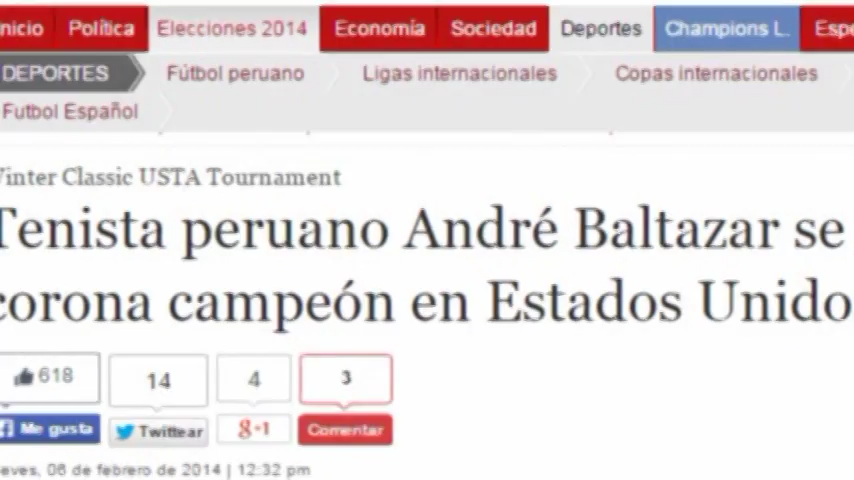 nicio Política Elecciones 2014 Economía Sociedad Deportes Champions L. Espe
DEPORTES Fútbol peruano Ligas internacionales Copas internacionales
Futbol Español
Vinter Classic USTA Tournament
Tenista peruano André Baltazar se
corona campeón en Estados Unido
618 14 4 3
Me gusta Twittear g+1 Comentar
eves, 06 de febrero de 2014 | 12:32 pm